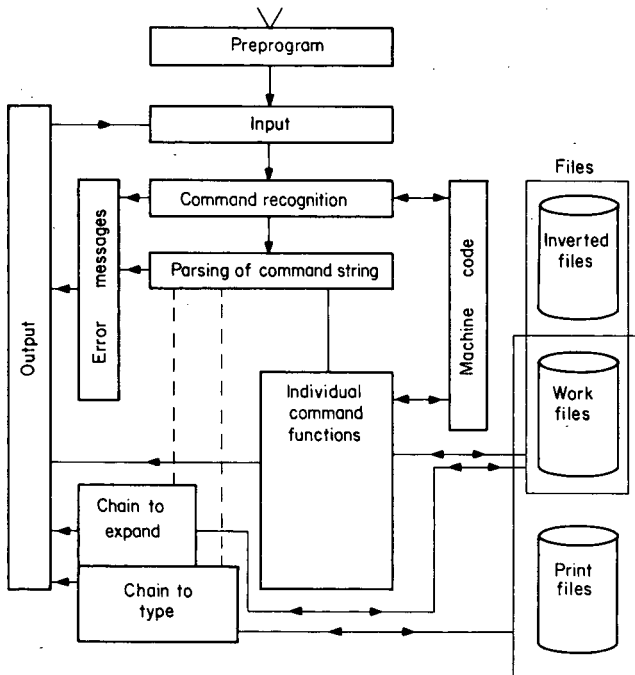 Preprogram
Input
Command recognition
Parsing of command string
Error messages
Output
Machine code
Individual
command
functions
Chain to
expand
Chain to
type
Files
Inverted
files
Work
files
Print
files